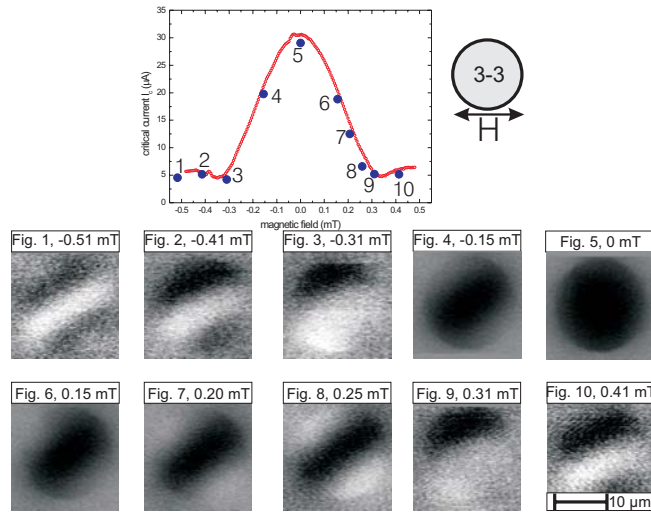 35
30
25
20
15
10
5
0
critical current I_c (µA)
1
2
3
4
5
6
7
8
9
10
-0.5 -0.4 -0.3 -0.2 -0.1 0.0 0.1 0.2 0.3 0.4 0.5
magnetic field (mT)
3-3
H
Fig. 1, -0.51 mT
Fig. 2, -0.41 mT
Fig. 3, -0.31 mT
Fig. 4, -0.15 mT
Fig. 5, 0 mT
Fig. 6, 0.15 mT
Fig. 7, 0.20 mT
Fig. 8, 0.25 mT
Fig. 9, 0.31 mT
Fig. 10, 0.41 mT
10 µm